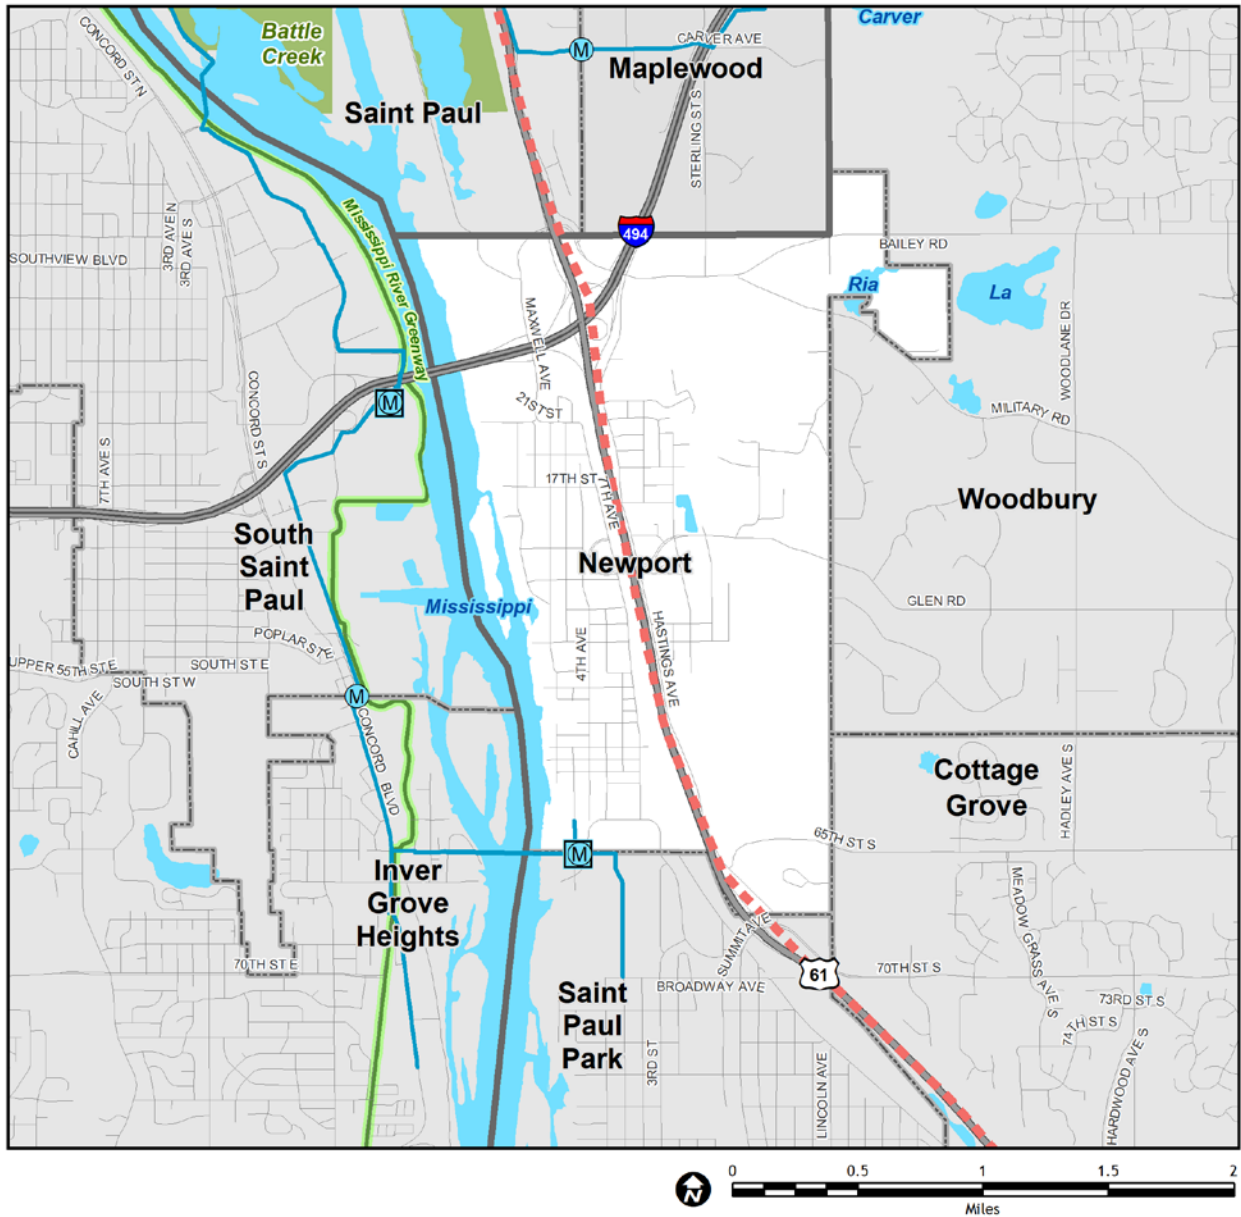 Battle
Creek
Carver
CONCORD ST N
CARVER AVE
M
Maplewood
Saint Paul
STERLING ST S
3RD AVE N
3RD AVE S
494
SOUTHVIEW BLVD
Mississippi River Greenway
BAILEY RD
Ria
La
MAXWELL AVE
WOODLANE DR
21ST ST
M
CONCORD ST S
MILITARY RD
7TH AVE S
17TH ST
7TH AVE
Woodbury
South
Saint
Paul
Newport
Mississippi
GLEN RD
HASTINGS AVE
4TH AVE
POPLAR ST E
UPPER 55TH ST E
SOUTH ST E
SOUTH ST W
M
CAHILL AVE
CONCORD BLVD
Cottage
Grove
HADLEY AVE S
65TH ST S
M
Inver
Grove
Heights
MEADOW GRASS AVE S
SUMMIT AVE
70TH ST E
61
70TH ST S
BROADWAY AVE
Saint
Paul
Park
73RD ST S
74TH ST S
3RD ST
LINCOLN AVE
HARDWOOD AVE S
N
0 0.5 1 1.5 2
Miles